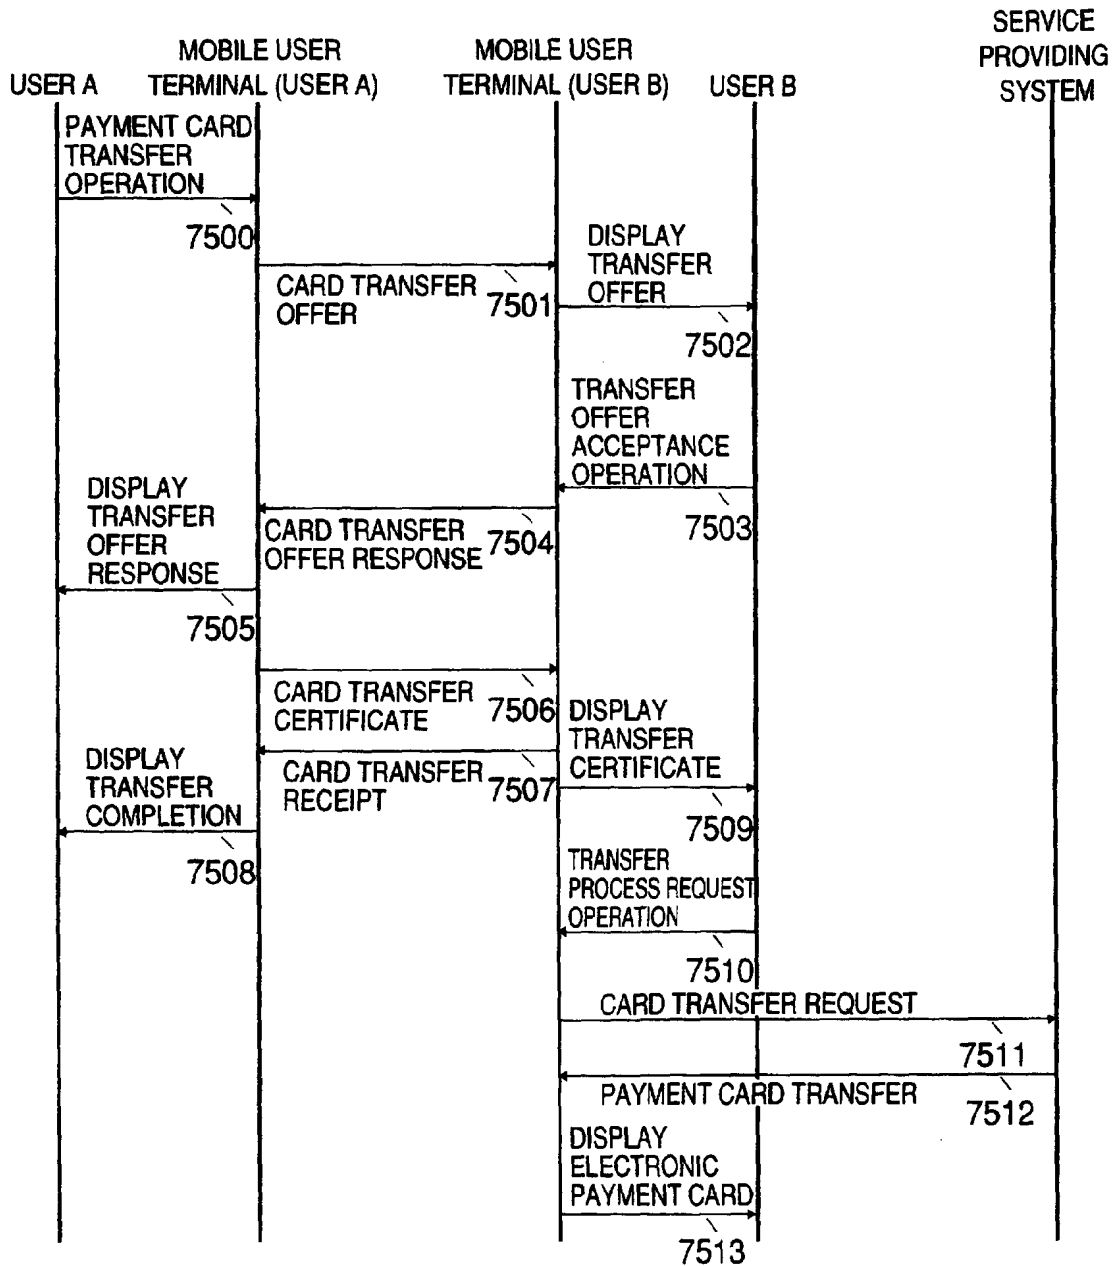 SERVICE
PROVIDING
SYSTEM
MOBILE USER
TERMINAL (USER A)
MOBILE USER
TERMINAL (USER B)
USER A
USER B
PAYMENT CARD
TRANSFER
OPERATION
7500
CARD TRANSFER
OFFER
7501
DISPLAY
TRANSFER
OFFER
7502
TRANSFER
OFFER
ACCEPTANCE
OPERATION
7503
CARD TRANSFER
OFFER RESPONSE
7504
DISPLAY
TRANSFER
OFFER
RESPONSE
7505
CARD TRANSFER
CERTIFICATE
7506
CARD TRANSFER
RECEIPT
7507
DISPLAY
TRANSFER
COMPLETION
7508
DISPLAY
TRANSFER
CERTIFICATE
7509
TRANSFER
PROCESS REQUEST
OPERATION
7510
CARD TRANSFER REQUEST
7511
PAYMENT CARD TRANSFER
7512
DISPLAY
ELECTRONIC
PAYMENT CARD
7513